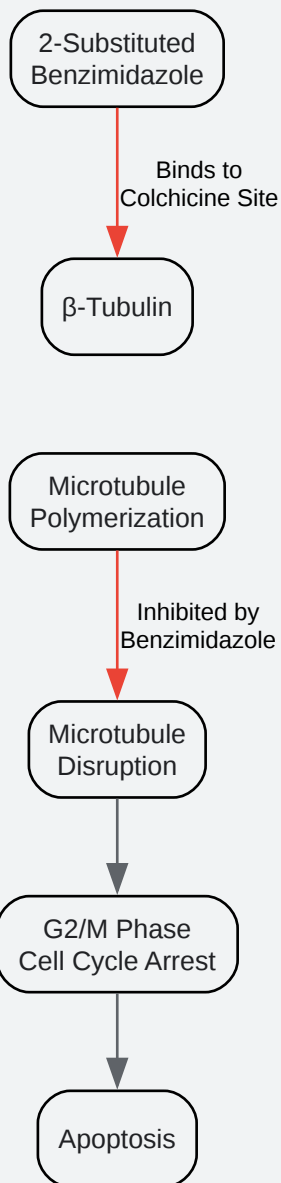 2-Substituted
Benzimidazole
Binds to
Colchicine Site
β-Tubulin
Microtubule
Polymerization
Inhibited by
Benzimidazole
Microtubule
Disruption
G2/M Phase
Cell Cycle Arrest
Apoptosis